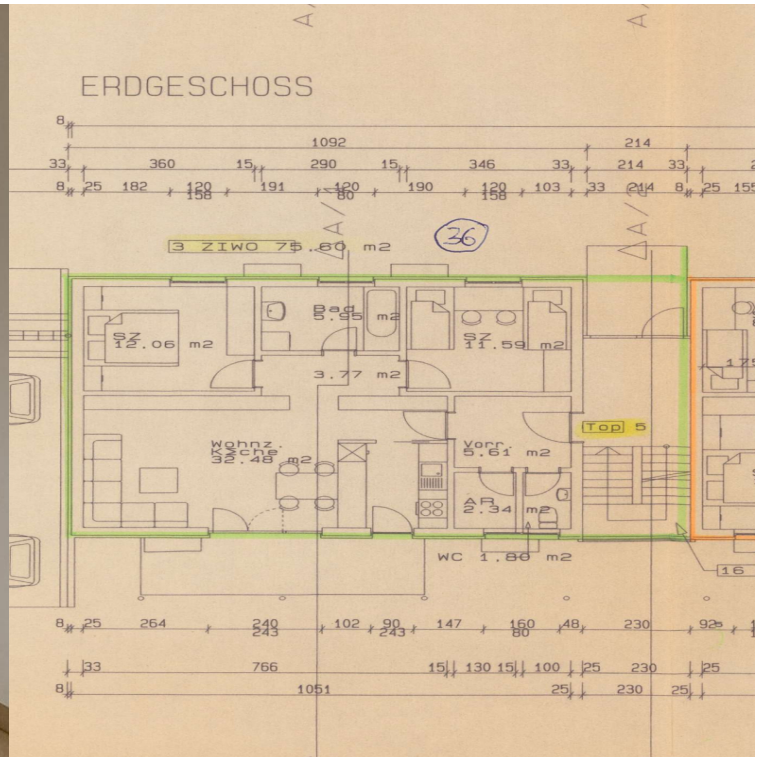 A/
A/
ERDGESCHOSS
8
1092 214
33 360 15 290 15 346 33 214 33
8 25 182 120 191 120 190 120 103 33 214 8 25 155
158 80 158
A/
A/
3 ZIWO 75.60 m2
36
SZ
12.06 m2
Bad
5.95 m2
SZ
11.59 m2
3.77 m2
175
Top 5
Wohnz.
Küche
32.48 m2
Vorr.
5.61 m2
AR
2.34 m2
WC 1.80 m2
16
8 25 264 240 102 90 147 160 48 230 92
243 243 80
33 766 15 130 15 100 25 230 25
8 1051 25 230 25